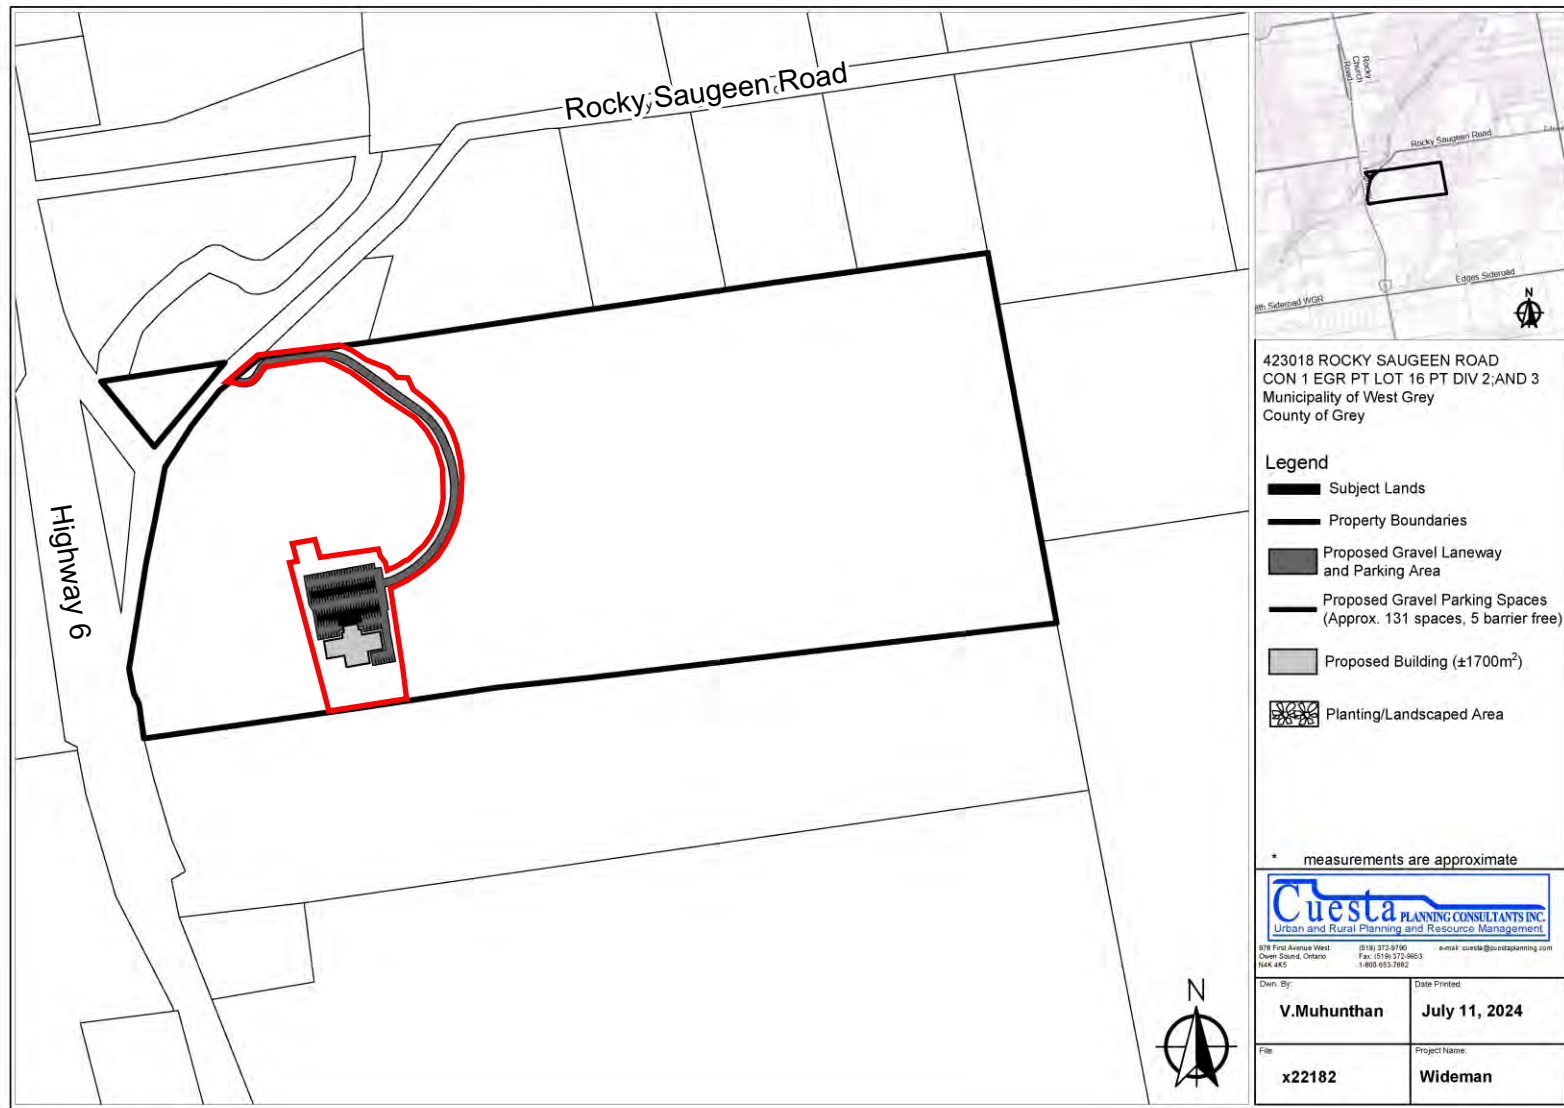 Rocky Saugeen Road
Highway 6
N
Rocky
Church
Road
Rocky Saugeen Road
Edges Sideroad
Sideroad WGR
N
423018 ROCKY SAUGEEN ROAD
CON 1 EGR PT LOT 16 PT DIV 2;AND 3
Municipality of West Grey
County of Grey
Legend
Subject Lands
Property Boundaries
Proposed Gravel Laneway
and Parking Area
Proposed Gravel Parking Spaces
(Approx. 131 spaces, 5 barrier free)
Proposed Building (±1700m²)
Planting/Landscaped Area
* measurements are approximate
Cuesta PLANNING CONSULTANTS INC.
Urban and Rural Planning and Resource Management
978 First Avenue West (519) 372-9790 e-mail: cuesta@cuestaplanning.com
Owen Sound, Ontario Fax: (519) 372-9953
N4K 4K5 1-800-653-7692
Dwn. By: Date Printed
V.Muhunthan July 11, 2024
File Project Name:
x22182 Wideman